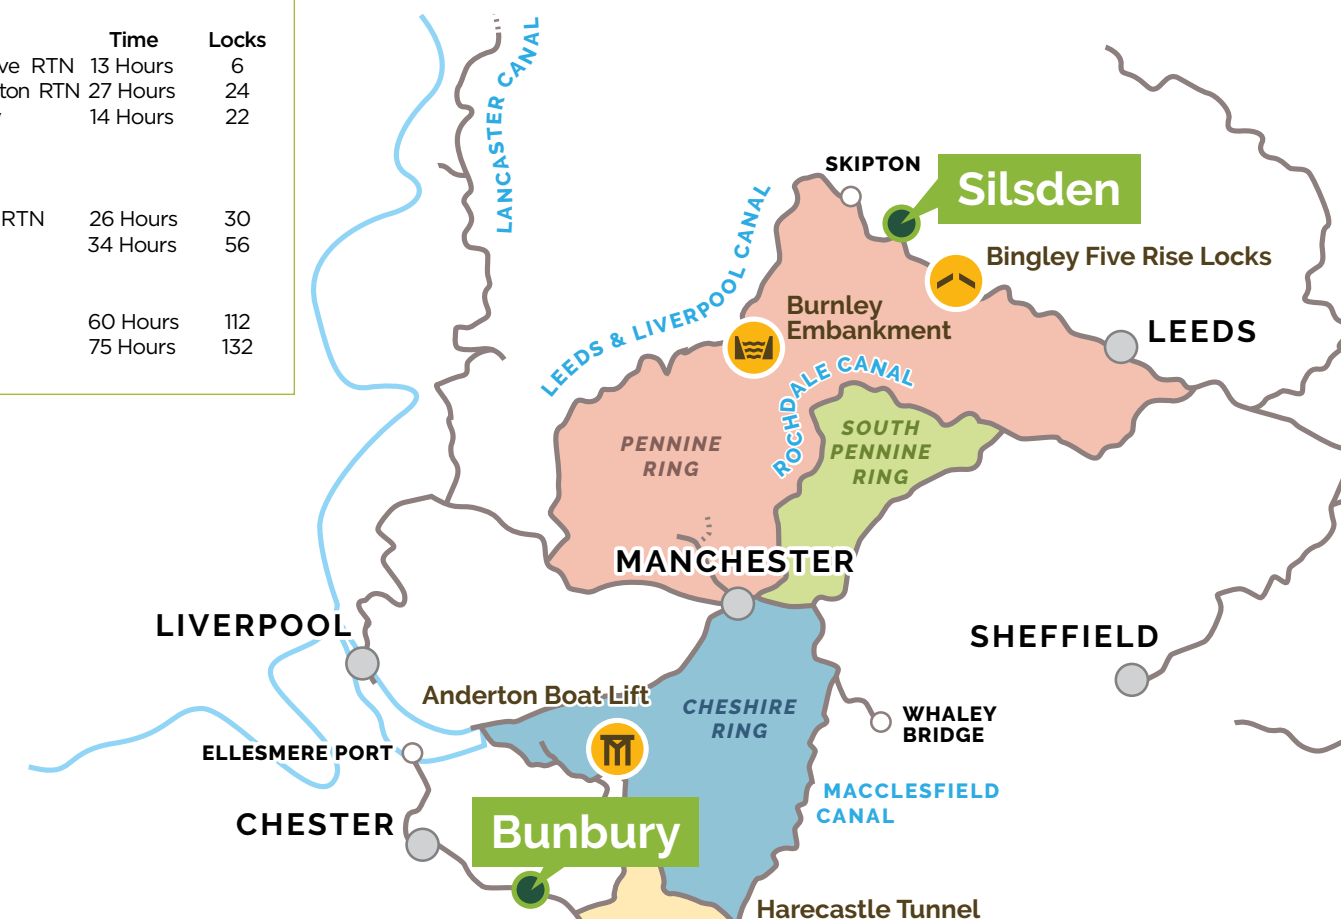 Time Locks
ve RTN 13 Hours 6
ton RTN 27 Hours 24
14 Hours 22
RTN 26 Hours 30
34 Hours 56
60 Hours 112
75 Hours 132
LANCASTER CANAL
SKIPTON
Silsden
Bingley Five Rise Locks
LEEDS & LIVERPOOL CANAL
Burnley
Embankment
LEEDS
ROCHDALE CANAL
SOUTH
PENNINE
RING
PENNINE
RING
MANCHESTER
LIVERPOOL
SHEFFIELD
Anderton Boat Lift
CHESHIRE
RING
WHALEY
BRIDGE
ELLESMERE PORT
MACCLESFIELD
CANAL
CHESTER
Bunbury
Harecastle Tunnel